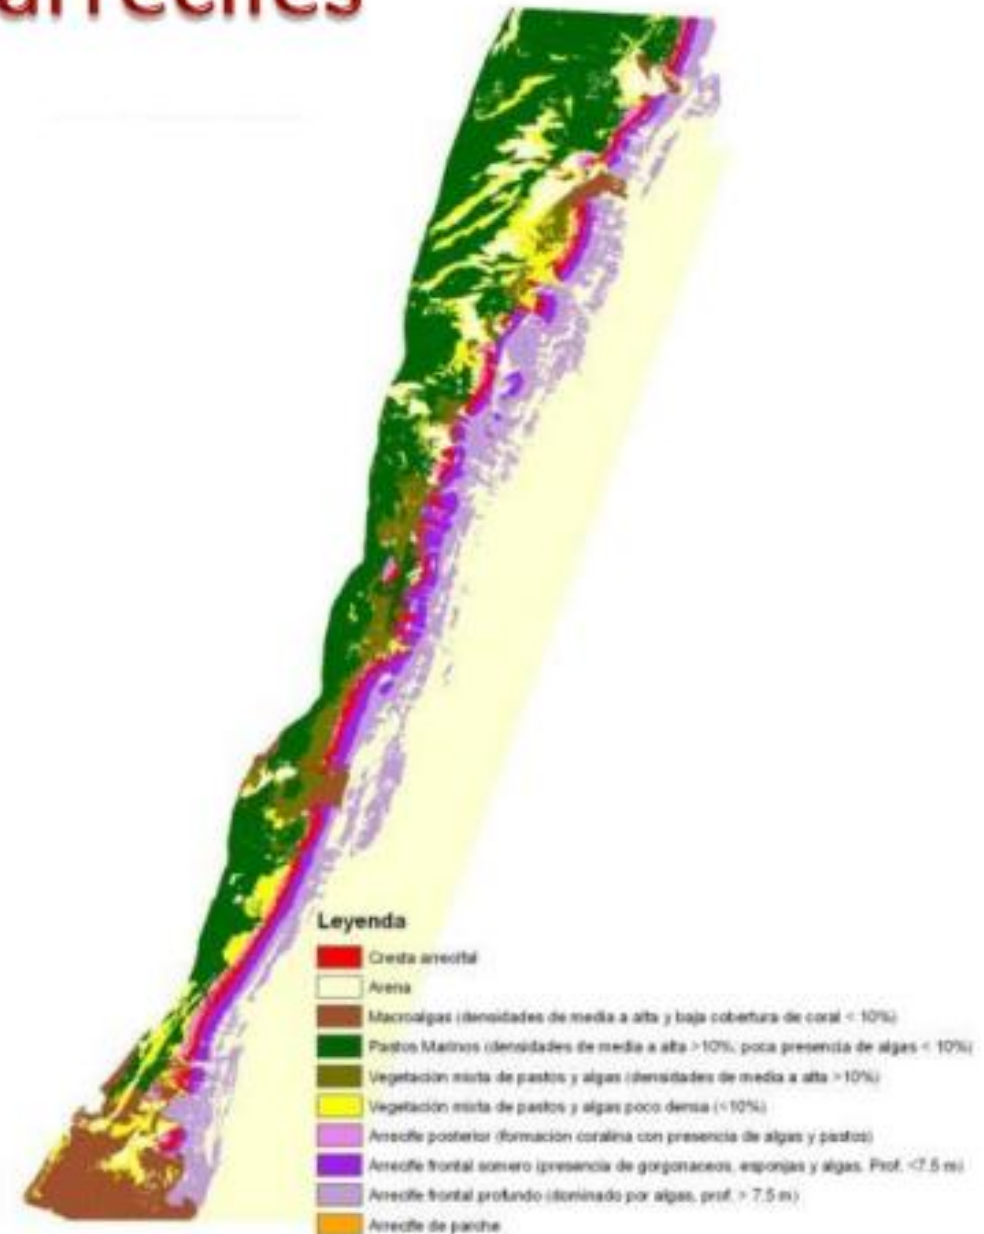 arrecifes
Leyenda
Cresta arrecifal
Arena
Macroalgas (densidades de media a alta y baja cobertura de coral < 10%)
Pastos Marinos (densidades de media a alta >10%, poca presencia de algas < 10%)
Vegetación mixta de pastos y algas (densidades de media a alta >10%)
Vegetación mixta de pastos y algas poco densa (<10%)
Arrecife posterior (formación coralina con presencia de algas y pastos)
Arrecife frontal somero (presencia de gorgonaceos, esponjas y algas. Prof. <7.5 m)
Arrecife frontal profundo (dominado por algas, prof. > 7.5 m)
Arrecife de parche